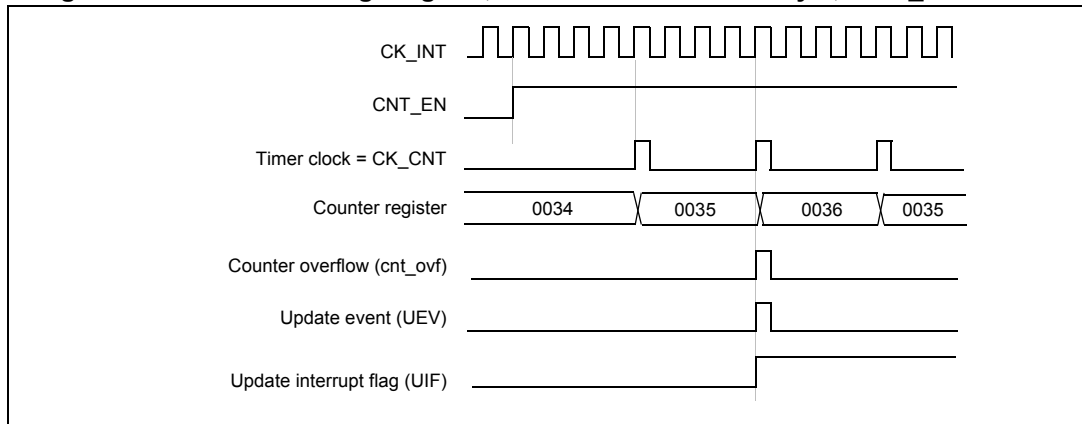 CK_INT
CNT_EN
Timer clock = CK_CNT
Counter register 0034 0035 0036 0035
Counter overflow (cnt_ovf)
Update event (UEV)
Update interrupt flag (UIF)